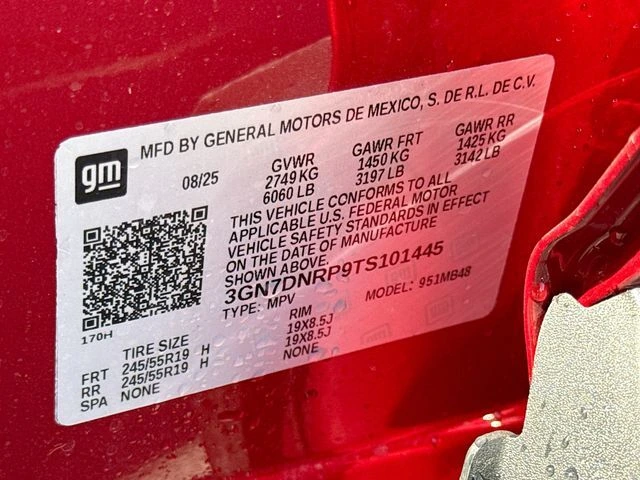 gm
MFD BY GENERAL MOTORS DE MEXICO, S. DE R.L. DE C.V.
08/25
GVWR
2749 KG
6060 LB
GAWR FRT
1450 KG
3197 LB
GAWR RR
1425 KG
3142 LB
THIS VEHICLE CONFORMS TO ALL
APPLICABLE U.S. FEDERAL MOTOR
VEHICLE SAFETY STANDARDS IN EFFECT
ON THE DATE OF MANUFACTURE
SHOWN ABOVE.
3GN7DNRP9TS101445
TYPE: MPV MODEL: 951MB48
170H
TIRE SIZE RIM
FRT 245/55R19 H 19X8.5J
RR 245/55R19 H 19X8.5J
SPA NONE NONE